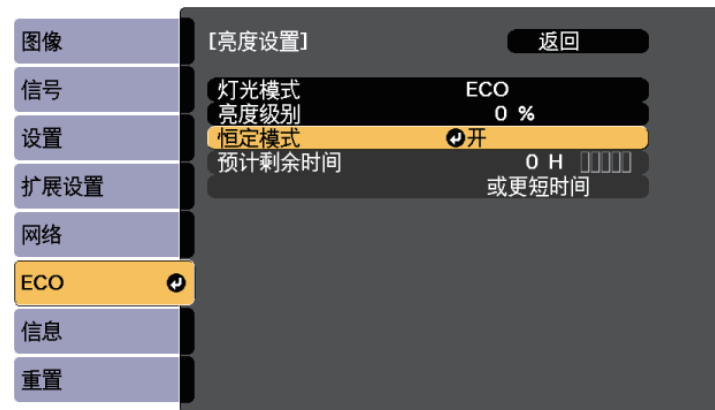 图像
信号
设置
扩展设置
网络
ECO
信息
重置
[亮度设置] 返回
灯光模式 ECO
亮度级别 0 %
恒定模式 开
预计剩余时间 0 H
或更短时间